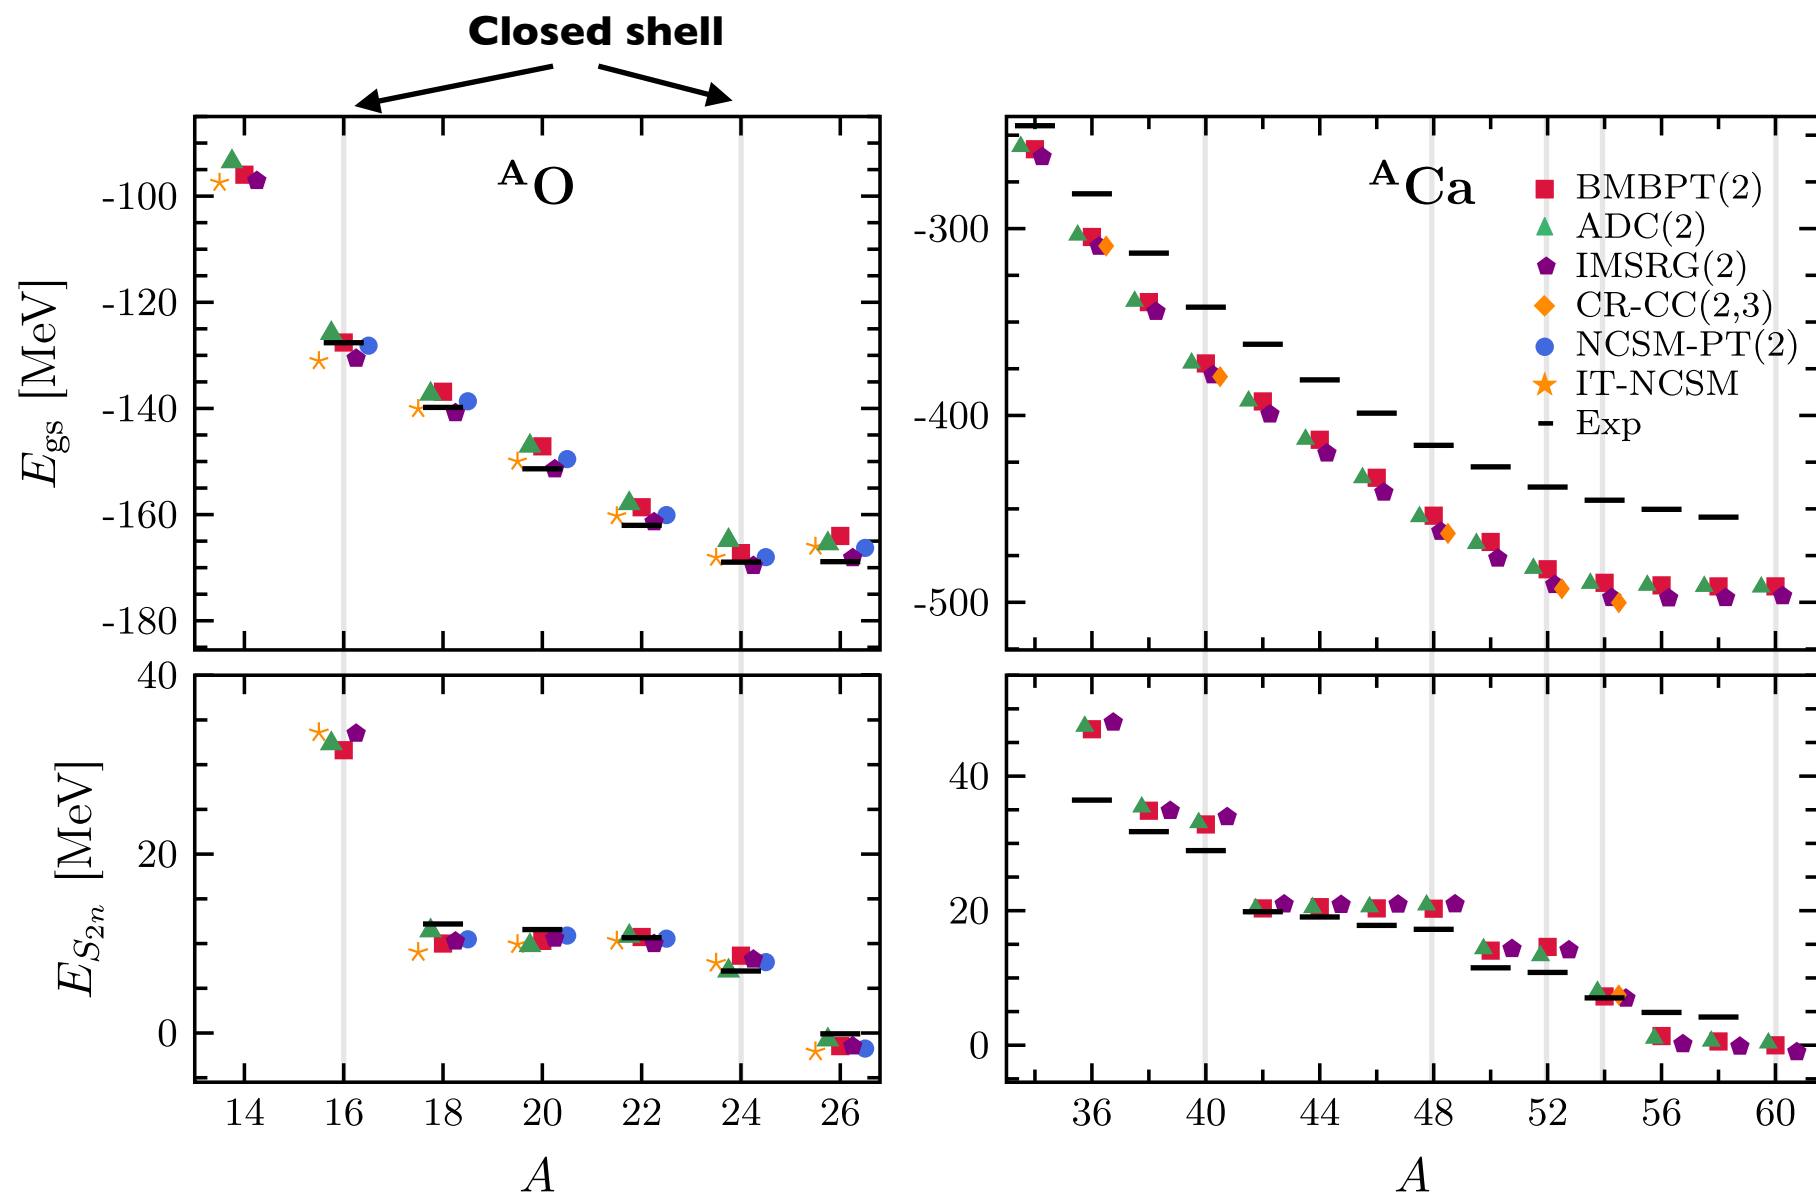 Closed shell
ᴬO
ᴬCa
BMBPT(2)
ADC(2)
IMSRG(2)
CR-CC(2,3)
NCSM-PT(2)
IT-NCSM
Exp
E_gs [MeV]
-100
-120
-140
-160
-180
-300
-400
-500
E_S₂ₙ [MeV]
40
20
0
40
20
0
14 16 18 20 22 24 26
36 40 44 48 52 56 60
A
A